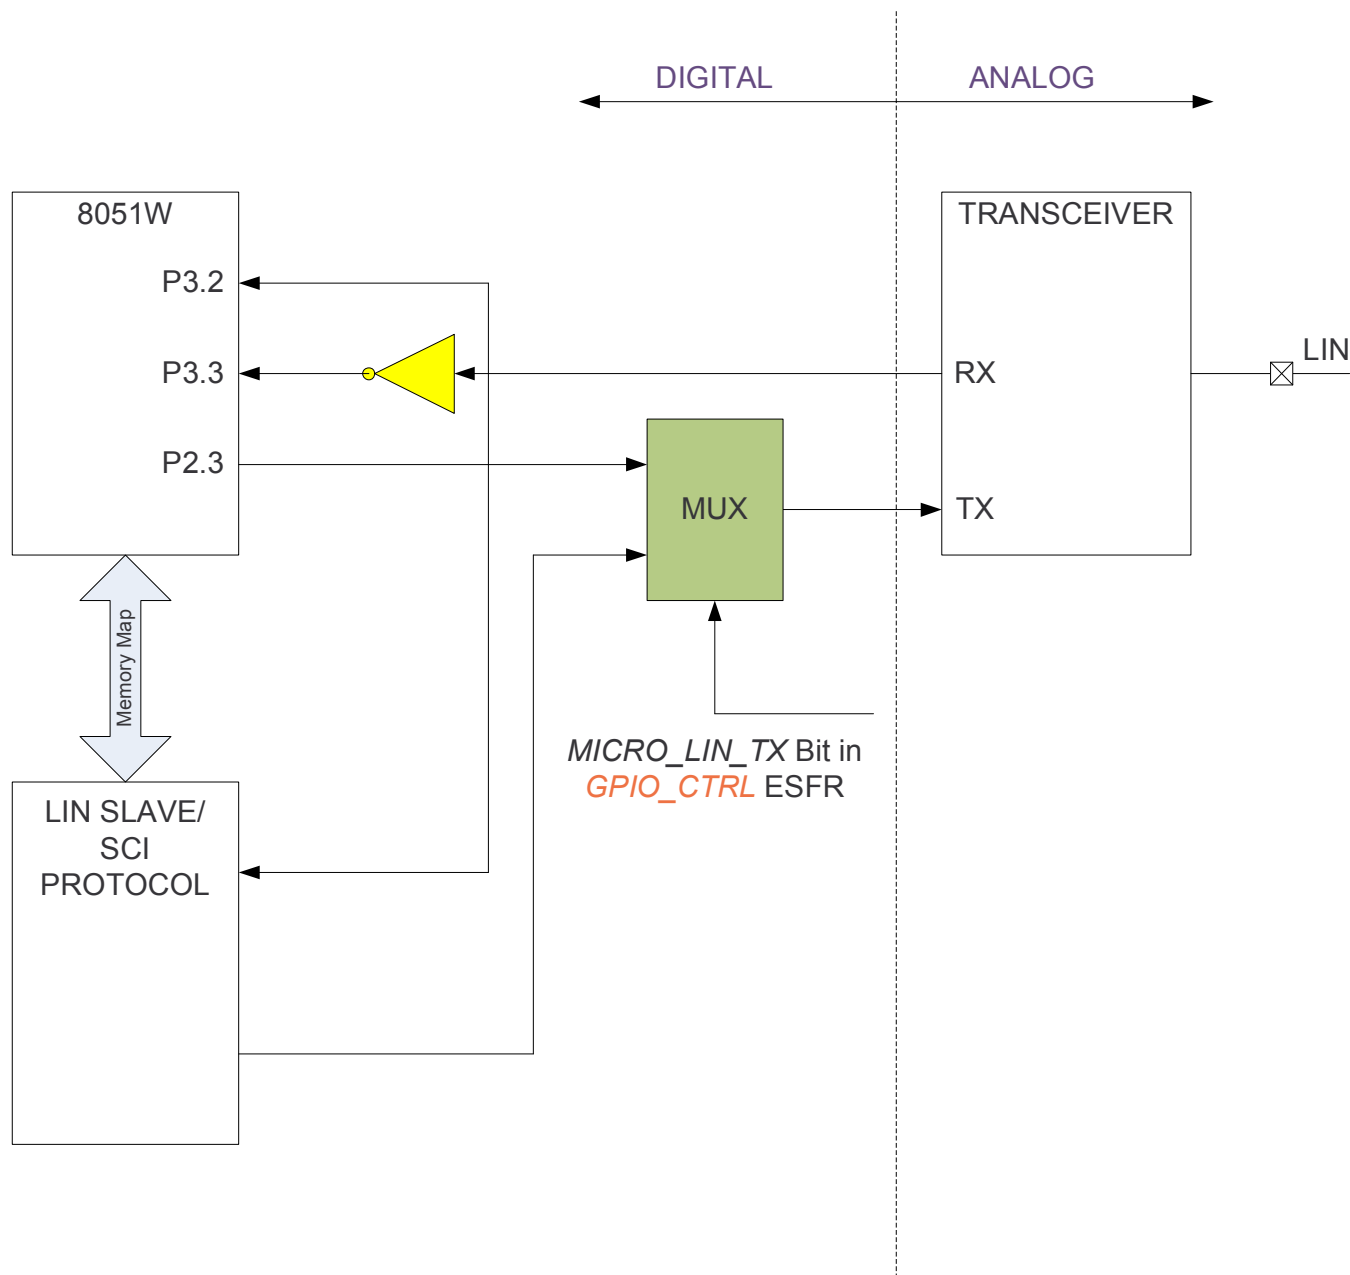 DIGITAL
ANALOG
8051W
P3.2
P3.3
P2.3
TRANSCEIVER
RX
TX
LIN
MUX
Memory Map
MICRO_LIN_TX Bit in
GPIO_CTRL ESFR
LIN SLAVE/
SCI
PROTOCOL